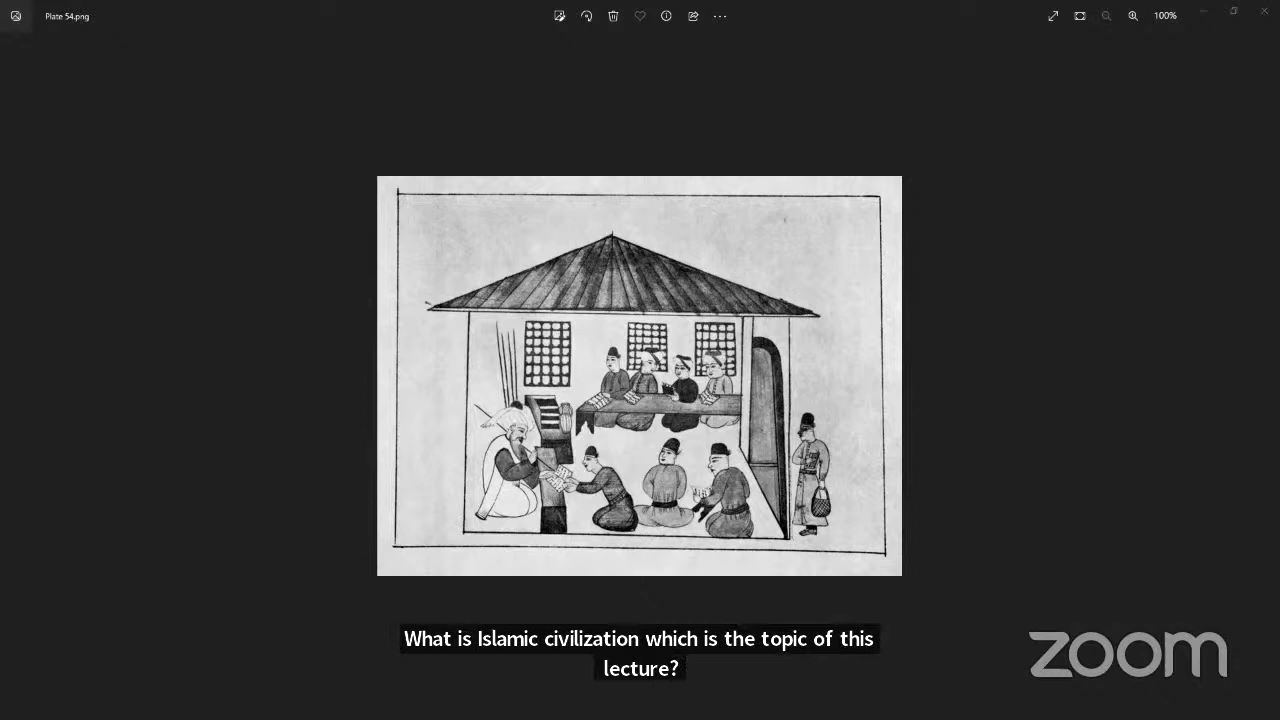 Plate 54.png
100%
What is Islamic civilization which is the topic of this
lecture?
zoom